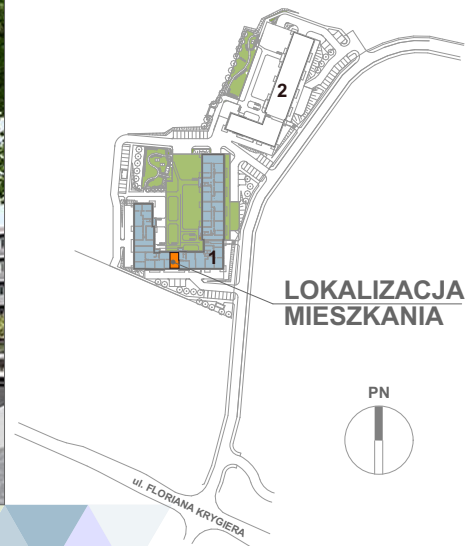 2
1
LOKALIZACJA
MIESZKANIA
PN
ul. FLORIANA KRYGIERA